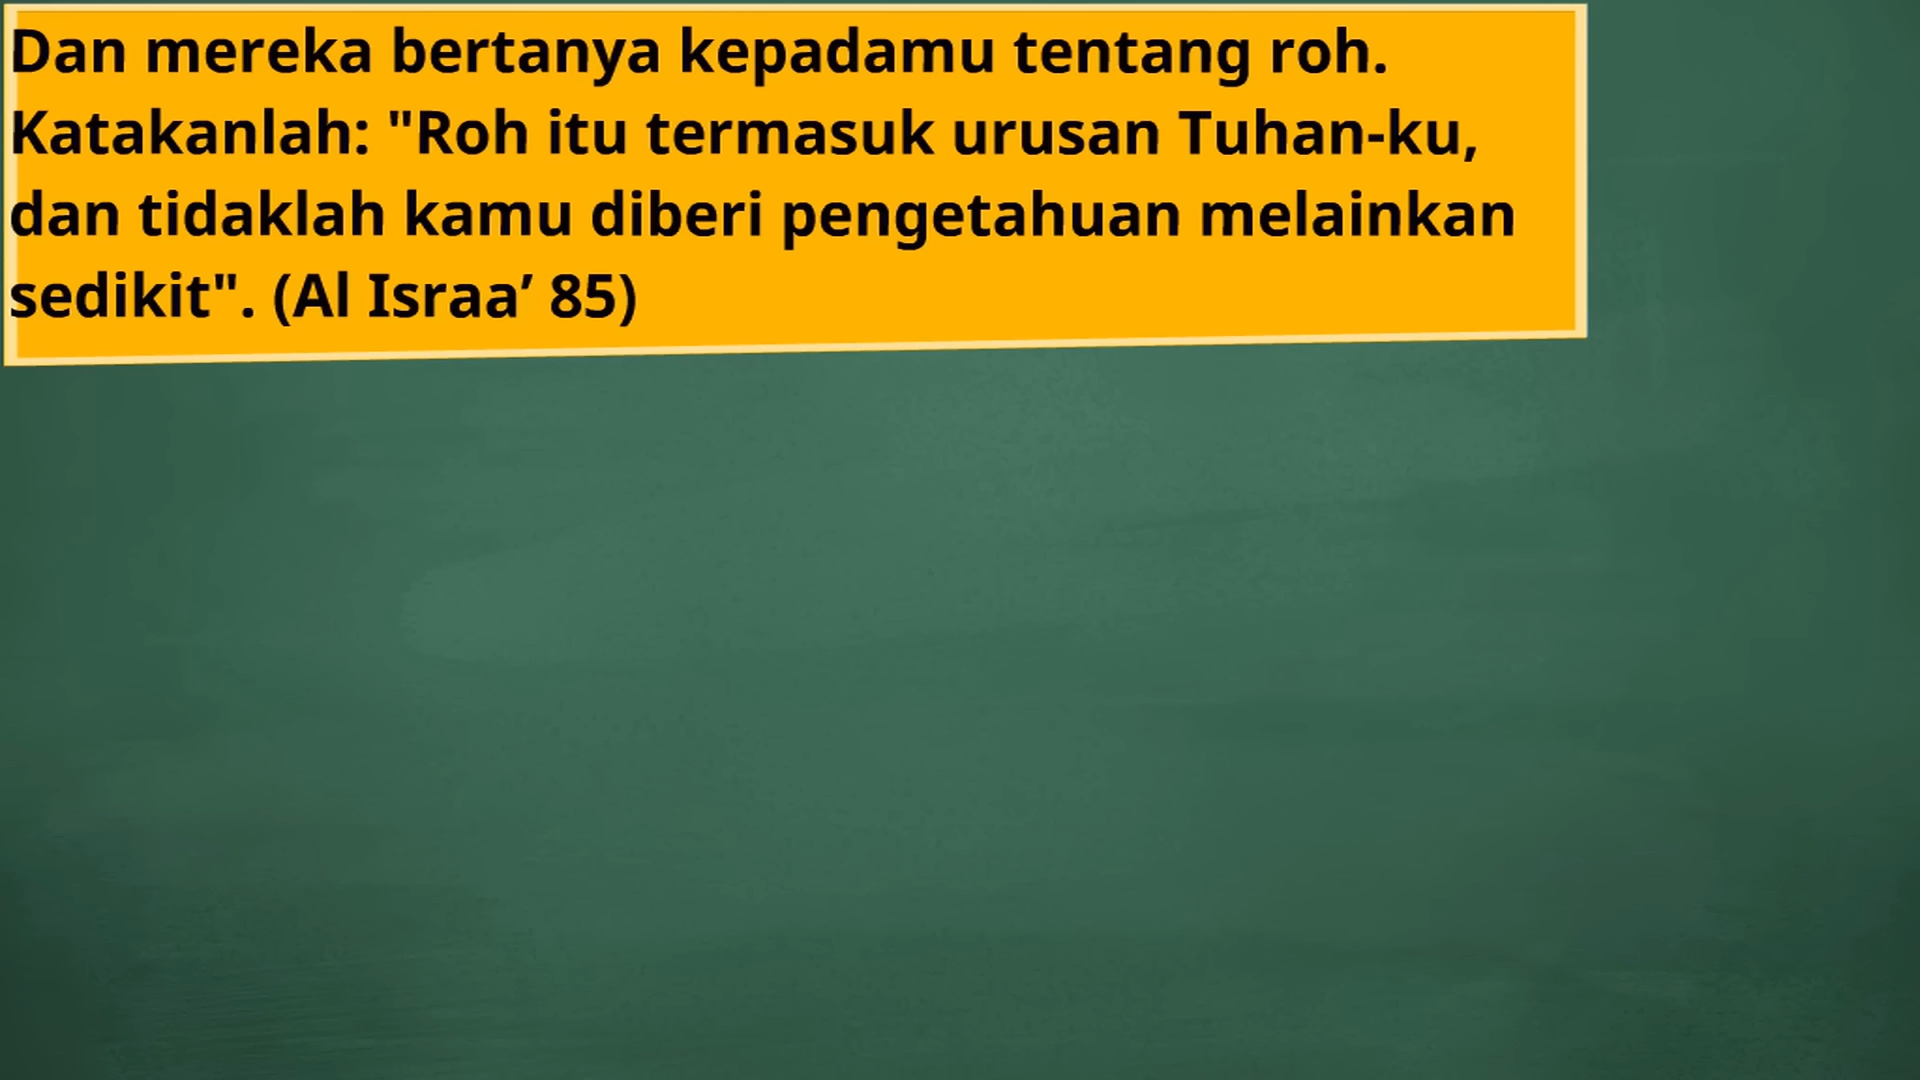 Dan mereka bertanya kepadamu tentang roh.
Katakanlah: "Roh itu termasuk urusan Tuhan-ku,
dan tidaklah kamu diberi pengetahuan melainkan
sedikit". (Al Israa’ 85)